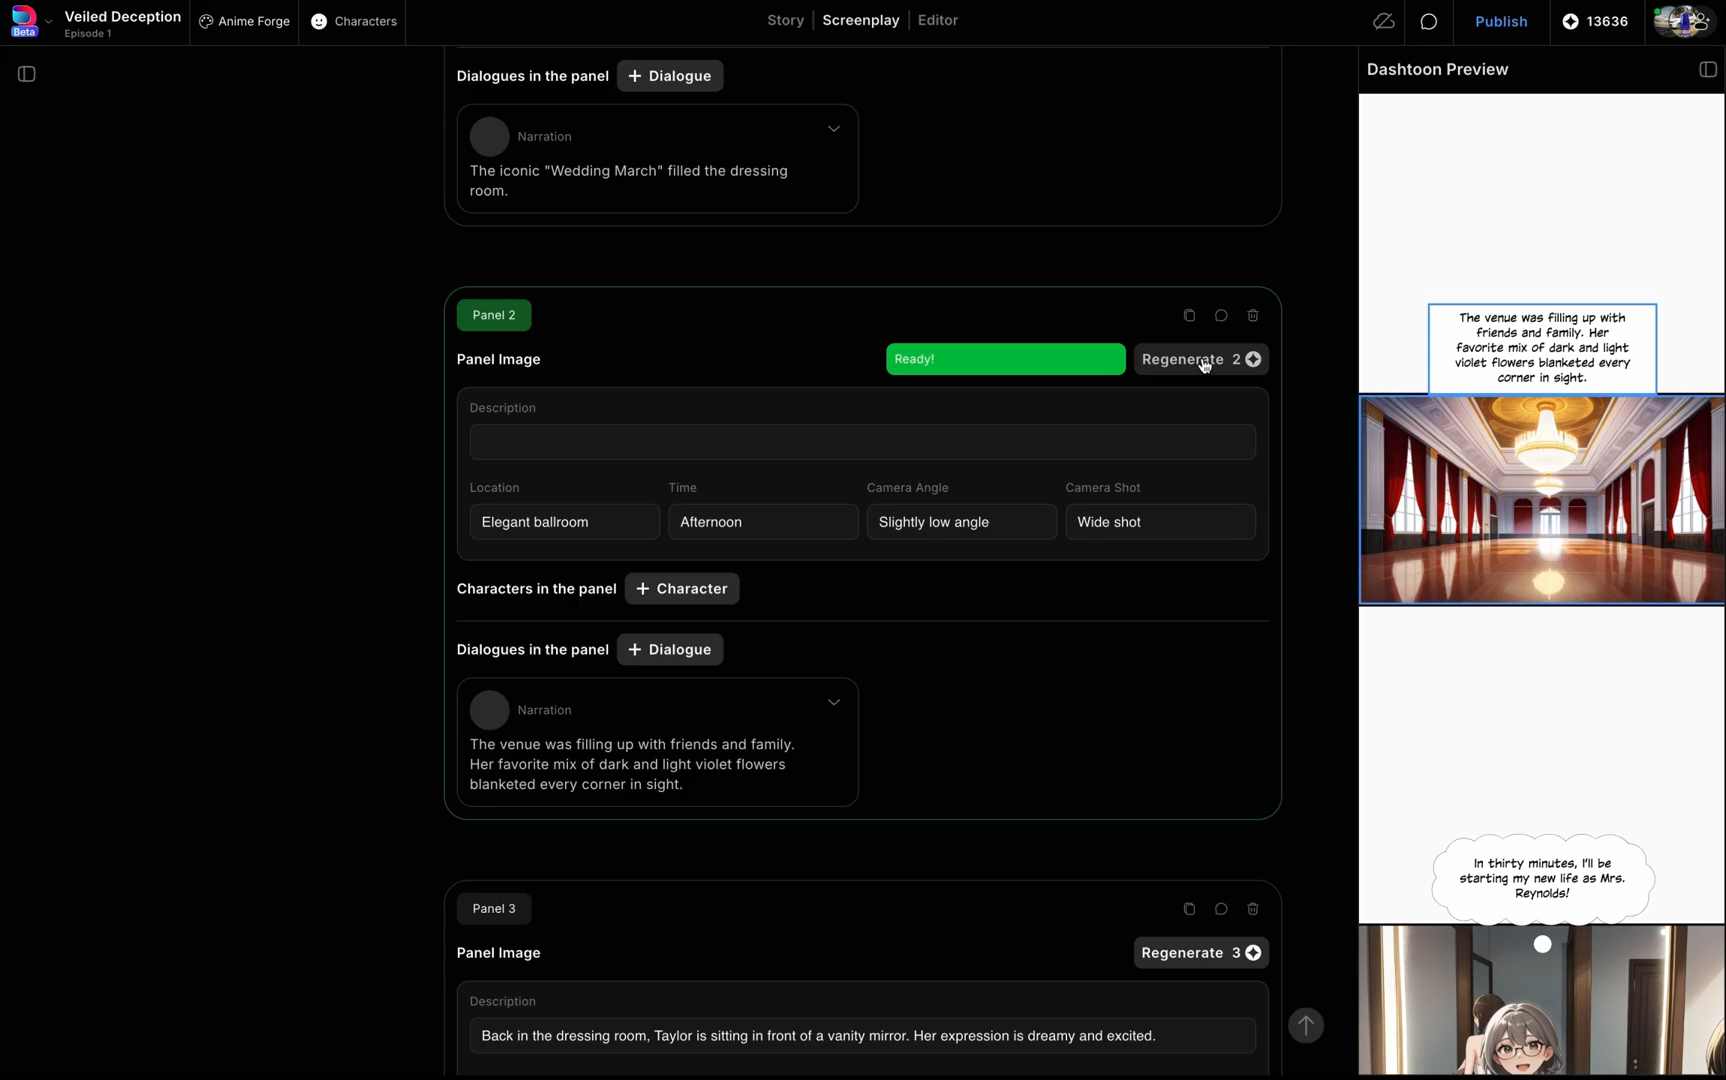 Beta
Veiled Deception
Episode 1
Anime Forge
Characters
Story
Screenplay
Editor
Publish
13636
Dialogues in the panel
+ Dialogue
Narration
The iconic "Wedding March" filled the dressing
room.
Panel 2
Panel Image
Ready!
Regenerate 2
Description
Location
Time
Camera Angle
Camera Shot
Elegant ballroom
Afternoon
Slightly low angle
Wide shot
Characters in the panel
+ Character
Dialogues in the panel
+ Dialogue
Narration
The venue was filling up with friends and family.
Her favorite mix of dark and light violet flowers
blanketed every corner in sight.
Panel 3
Panel Image
Regenerate 3
Description
Back in the dressing room, Taylor is sitting in front of a vanity mirror. Her expression is dreamy and excited.
Dashtoon Preview
The venue was filling up with
friends and family. Her
favorite mix of dark and light
violet flowers blanketed every
corner in sight.
In thirty minutes, I'll be
starting my new life as Mrs.
Reynolds!